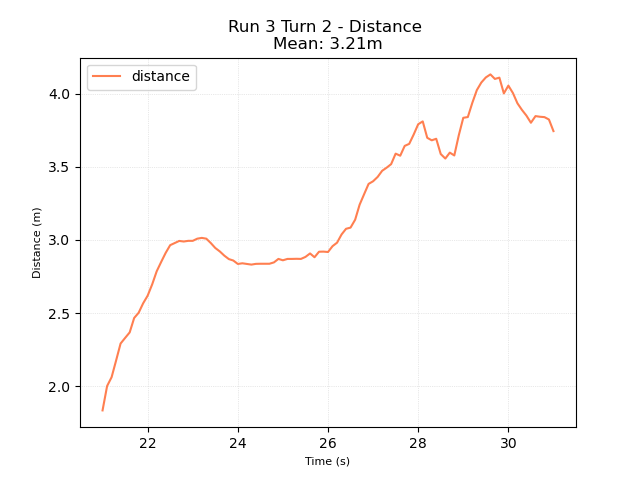 Run 3 Turn 2 - Distance
Mean: 3.21m
distance
4.0
3.5
3.0
2.5
2.0
Distance (m)
22 24 26 28 30
Time (s)